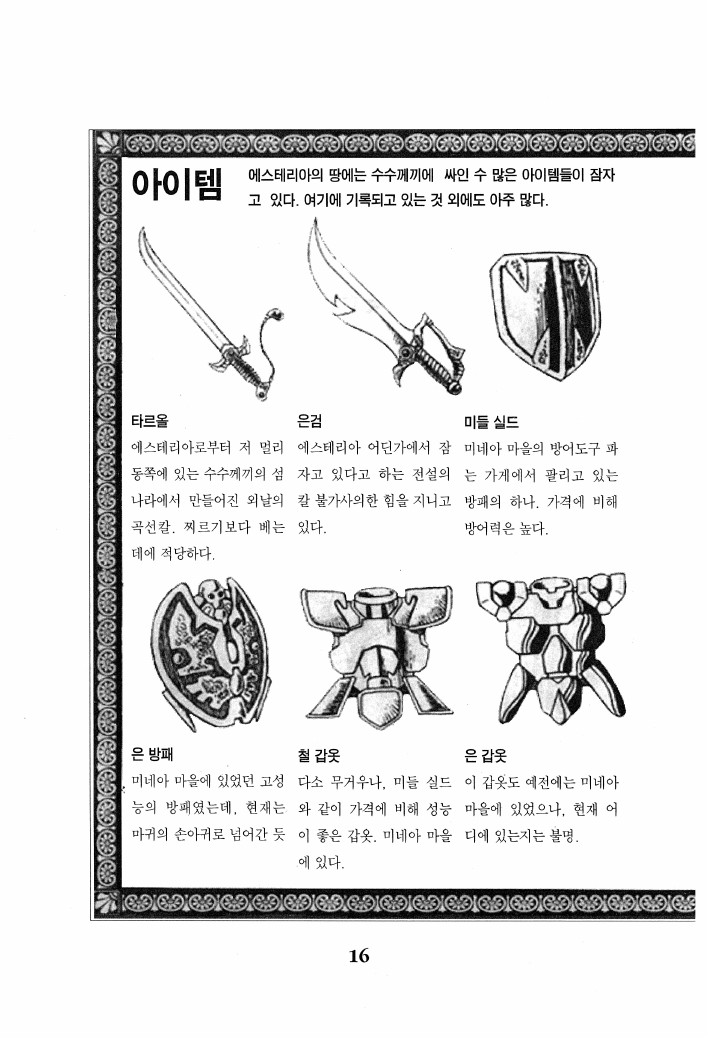 아이템
에스테리아의 땅에는 수수께끼에 싸인 수 많은 아이템들이 잠자
고 있다. 여기에 기록되고 있는 것 외에도 아주 많다.
타르올
에스테리아로부터 저 멀리
동쪽에 있는 수수께끼의 섬
나라에서 만들어진 외날의
곡선칼. 찌르기보다 베는
데에 적당하다.
은검
에스테리아 어딘가에서 잠
자고 있다고 하는 전설의
칼 불가사의한 힘을 지니고
있다.
미들 실드
미네아 마을의 방어도구 파
는 가게에서 팔리고 있는
방패의 하나. 가격에 비해
방어력은 높다.
은 방패
미네아 마을에 있었던 고성
능의 방패였는데, 현재는
마귀의 손아귀로 넘어간 듯
철 갑옷
다소 무거우나, 미들 실드
와 같이 가격에 비해 성능
이 좋은 갑옷. 미네아 마을
에 있다.
은 갑옷
이 갑옷도 예전에는 미네아
마을에 있었으나, 현재 어
디에 있는지는 불명.
16